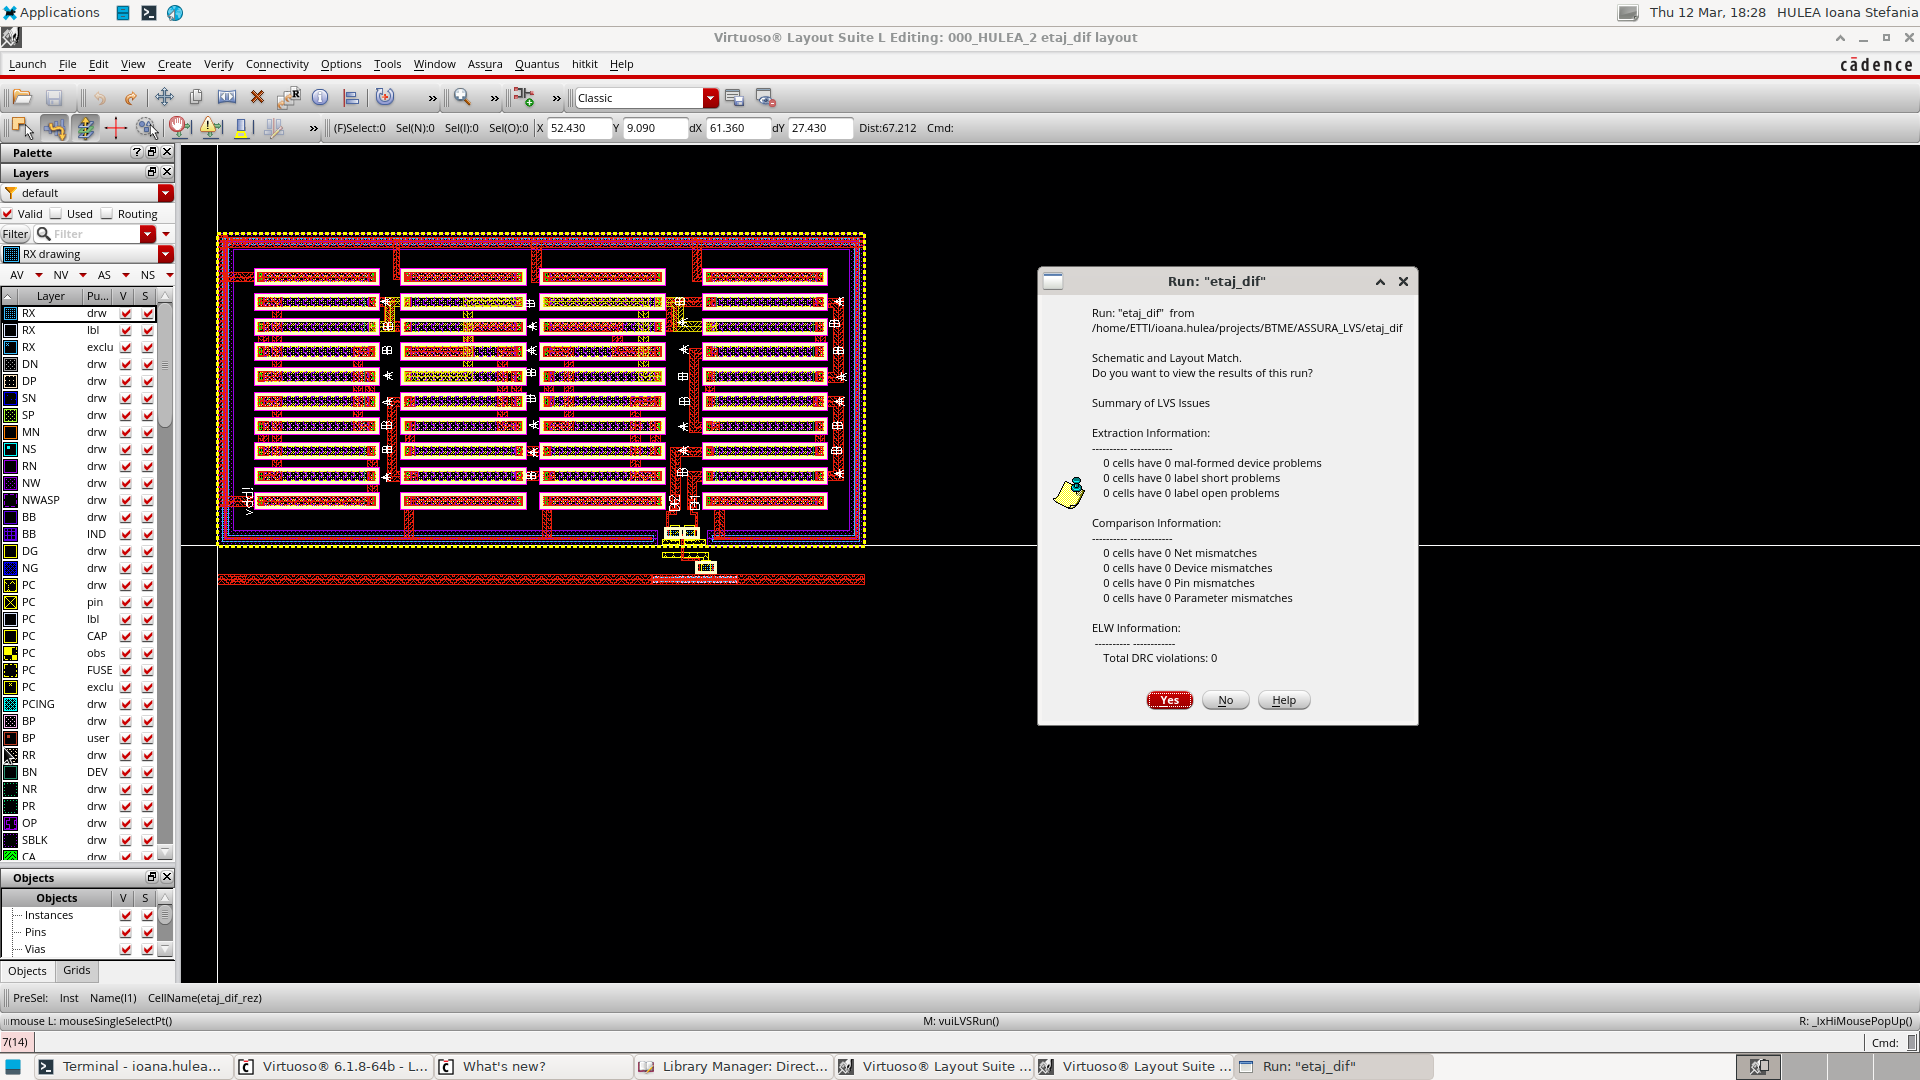 Applications
Thu 12 Mar, 18:28 HULEA Ioana Stefania
Virtuoso® Layout Suite L Editing: 000_HULEA_2 etaj_dif layout
Launch File Edit View Create Verify Connectivity Options Tools Window Assura Quantus hitkit Help
cādence
Classic
(F)Select:0 Sel(N):0 Sel(I):0 Sel(O):0 X 52.430 Y 9.090 dX 61.360 dY 27.430 Dist:67.212 Cmd:
Palette
Layers
default
Valid Used Routing
Filter Filter
RX drawing
AV NV AS NS
Layer Pu... V S
RX drw
RX lbl
RX exclu
DN drw
DP drw
SN drw
SP drw
MN drw
NS drw
RN drw
NW drw
NWASP drw
BB drw
BB IND
DG drw
NG drw
PC drw
PC pin
PC lbl
PC CAP
PC obs
PC FUSE
PC exclu
PCING drw
BP drw
BP user
RR drw
BN DEV
NR drw
PR drw
OP drw
SBLK drw
CA drw
Objects
Objects V S
Instances
Pins
Vias
Objects Grids
Run: "etaj_dif"
Run: "etaj_dif" from
/home/ETTI/ioana.hulea/projects/BTME/ASSURA_LVS/etaj_dif
Schematic and Layout Match.
Do you want to view the results of this run?
Summary of LVS Issues
Extraction Information:
---------- ------------
0 cells have 0 mal-formed device problems
0 cells have 0 label short problems
0 cells have 0 label open problems
Comparison Information:
---------- ------------
0 cells have 0 Net mismatches
0 cells have 0 Device mismatches
0 cells have 0 Pin mismatches
0 cells have 0 Parameter mismatches
ELW Information:
---------- ------------
Total DRC violations: 0
Yes No Help
PreSel: Inst Name(I1) CellName(etaj_dif_rez)
mouse L: mouseSingleSelectPt() M: vuiLVSRun() R: _lxHiMousePopUp()
7(14) Cmd:
Terminal - ioana.hulea... Virtuoso® 6.1.8-64b - L... What's new? Library Manager: Direct... Virtuoso® Layout Suite ... Virtuoso® Layout Suite ... Run: "etaj_dif"